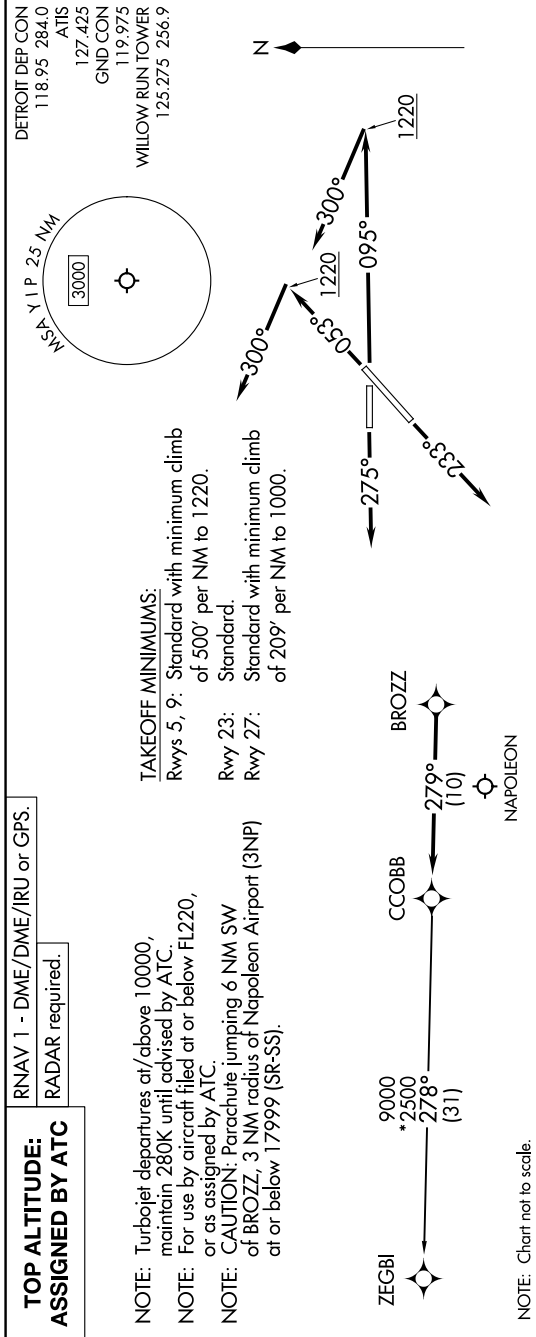 TOP ALTITUDE:
ASSIGNED BY ATC
RNAV 1 - DME/DME/IRU or GPS.
RADAR required.
DETROIT DEP CON
118.95 284.0
ATIS
127.425
GND CON
119.975
WILLOW RUN TOWER
125.275 256.9
MSA YIP 25 NM
3000
N
NOTE: Turbojet departures at/above 10000,
maintain 280K until advised by ATC.
NOTE: For use by aircraft filed at or below FL220,
or as assigned by ATC.
NOTE: CAUTION: Parachute jumping 6 NM SW
of BROZZ, 3 NM radius of Napoleon Airport (3NP)
at or below 17999 (SR-SS).
TAKEOFF MINIMUMS:
Rwys 5, 9: Standard with minimum climb
of 500' per NM to 1220.
Rwy 23: Standard.
Rwy 27: Standard with minimum climb
of 209' per NM to 1000.
300°
1220
300°
1220
053°
095°
275°
233°
ZEGBI
9000
*2500
278°
(31)
CCOBB
279°
(10)
BROZZ
NAPOLEON
NOTE: Chart not to scale.